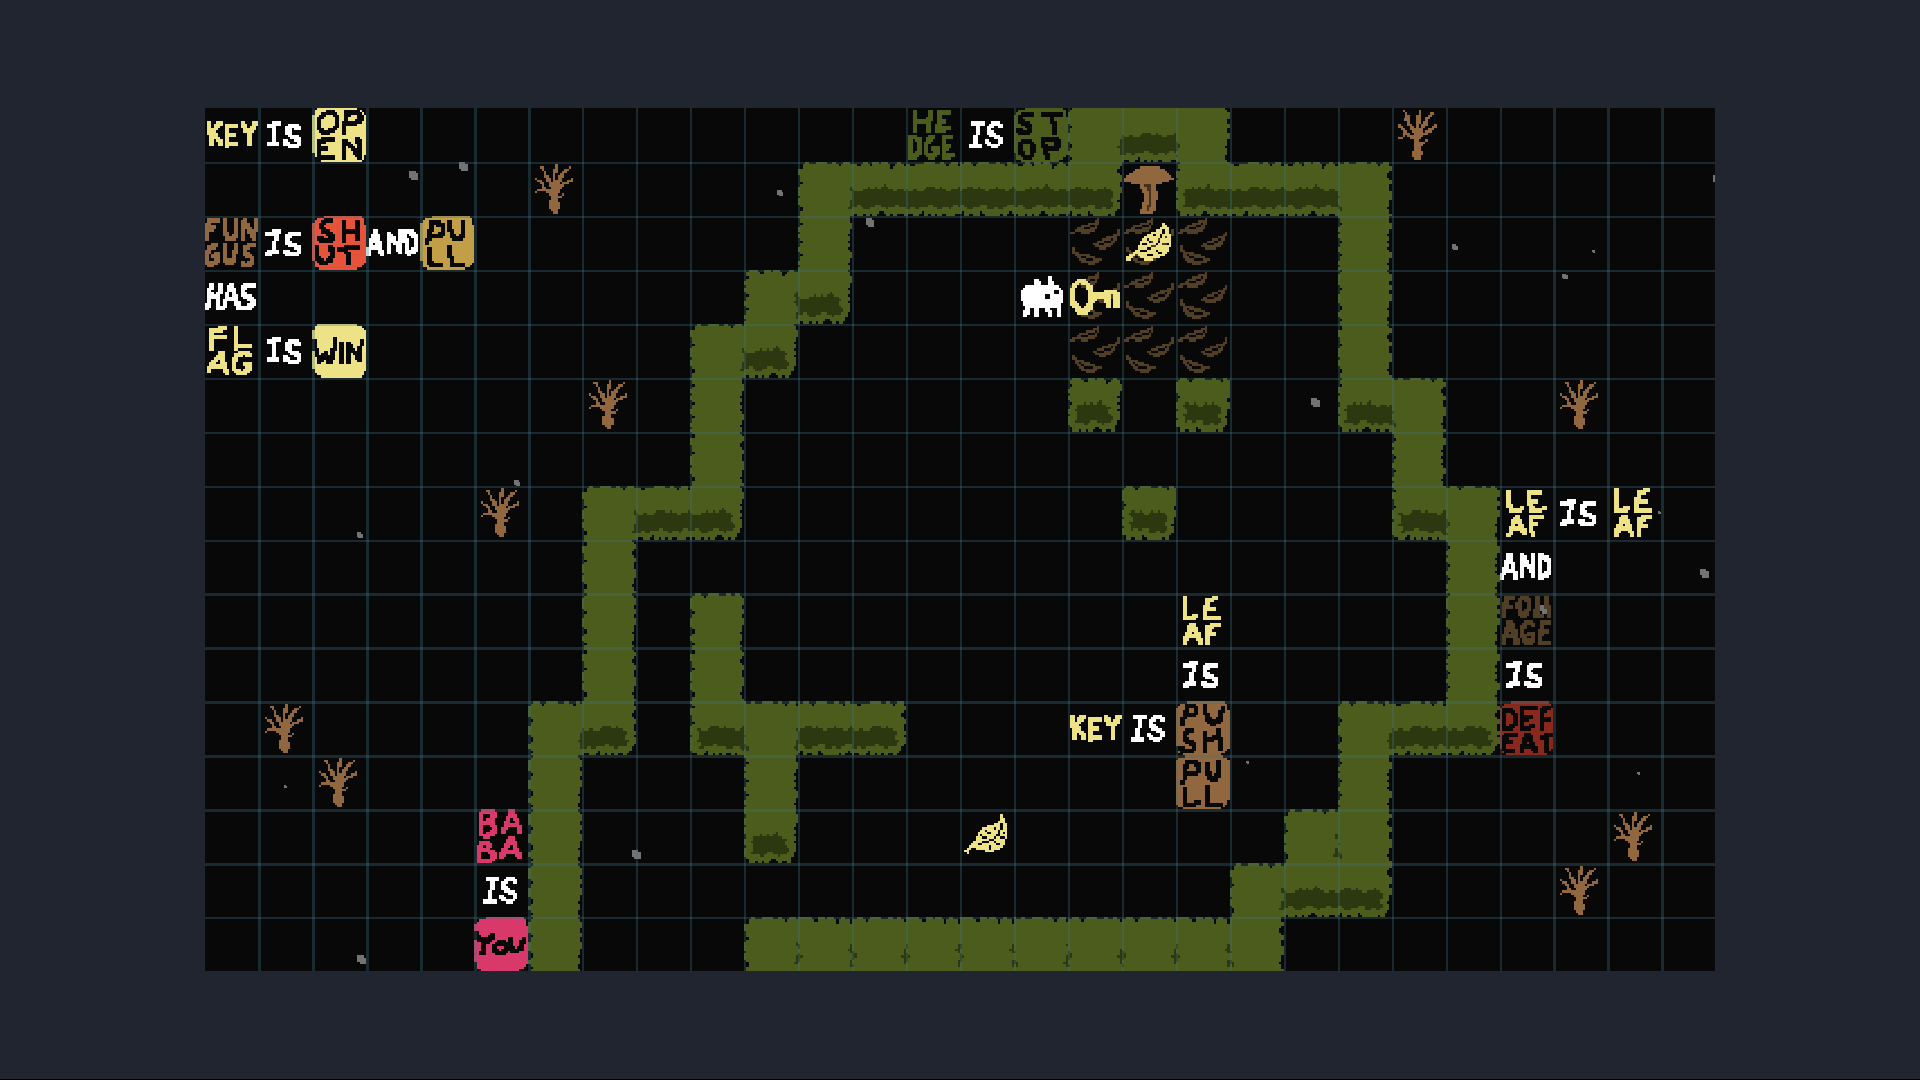 KEY IS OPEN
HEDGE IS STOP
FUNGUS IS SHUT AND PULL
HAS
FLAG IS WIN
LEAF IS LEAF
AND
LEAF
FOLIAGE
IS
IS
KEY IS PUSH
DEFEAT
PULL
BABA
IS
YOU